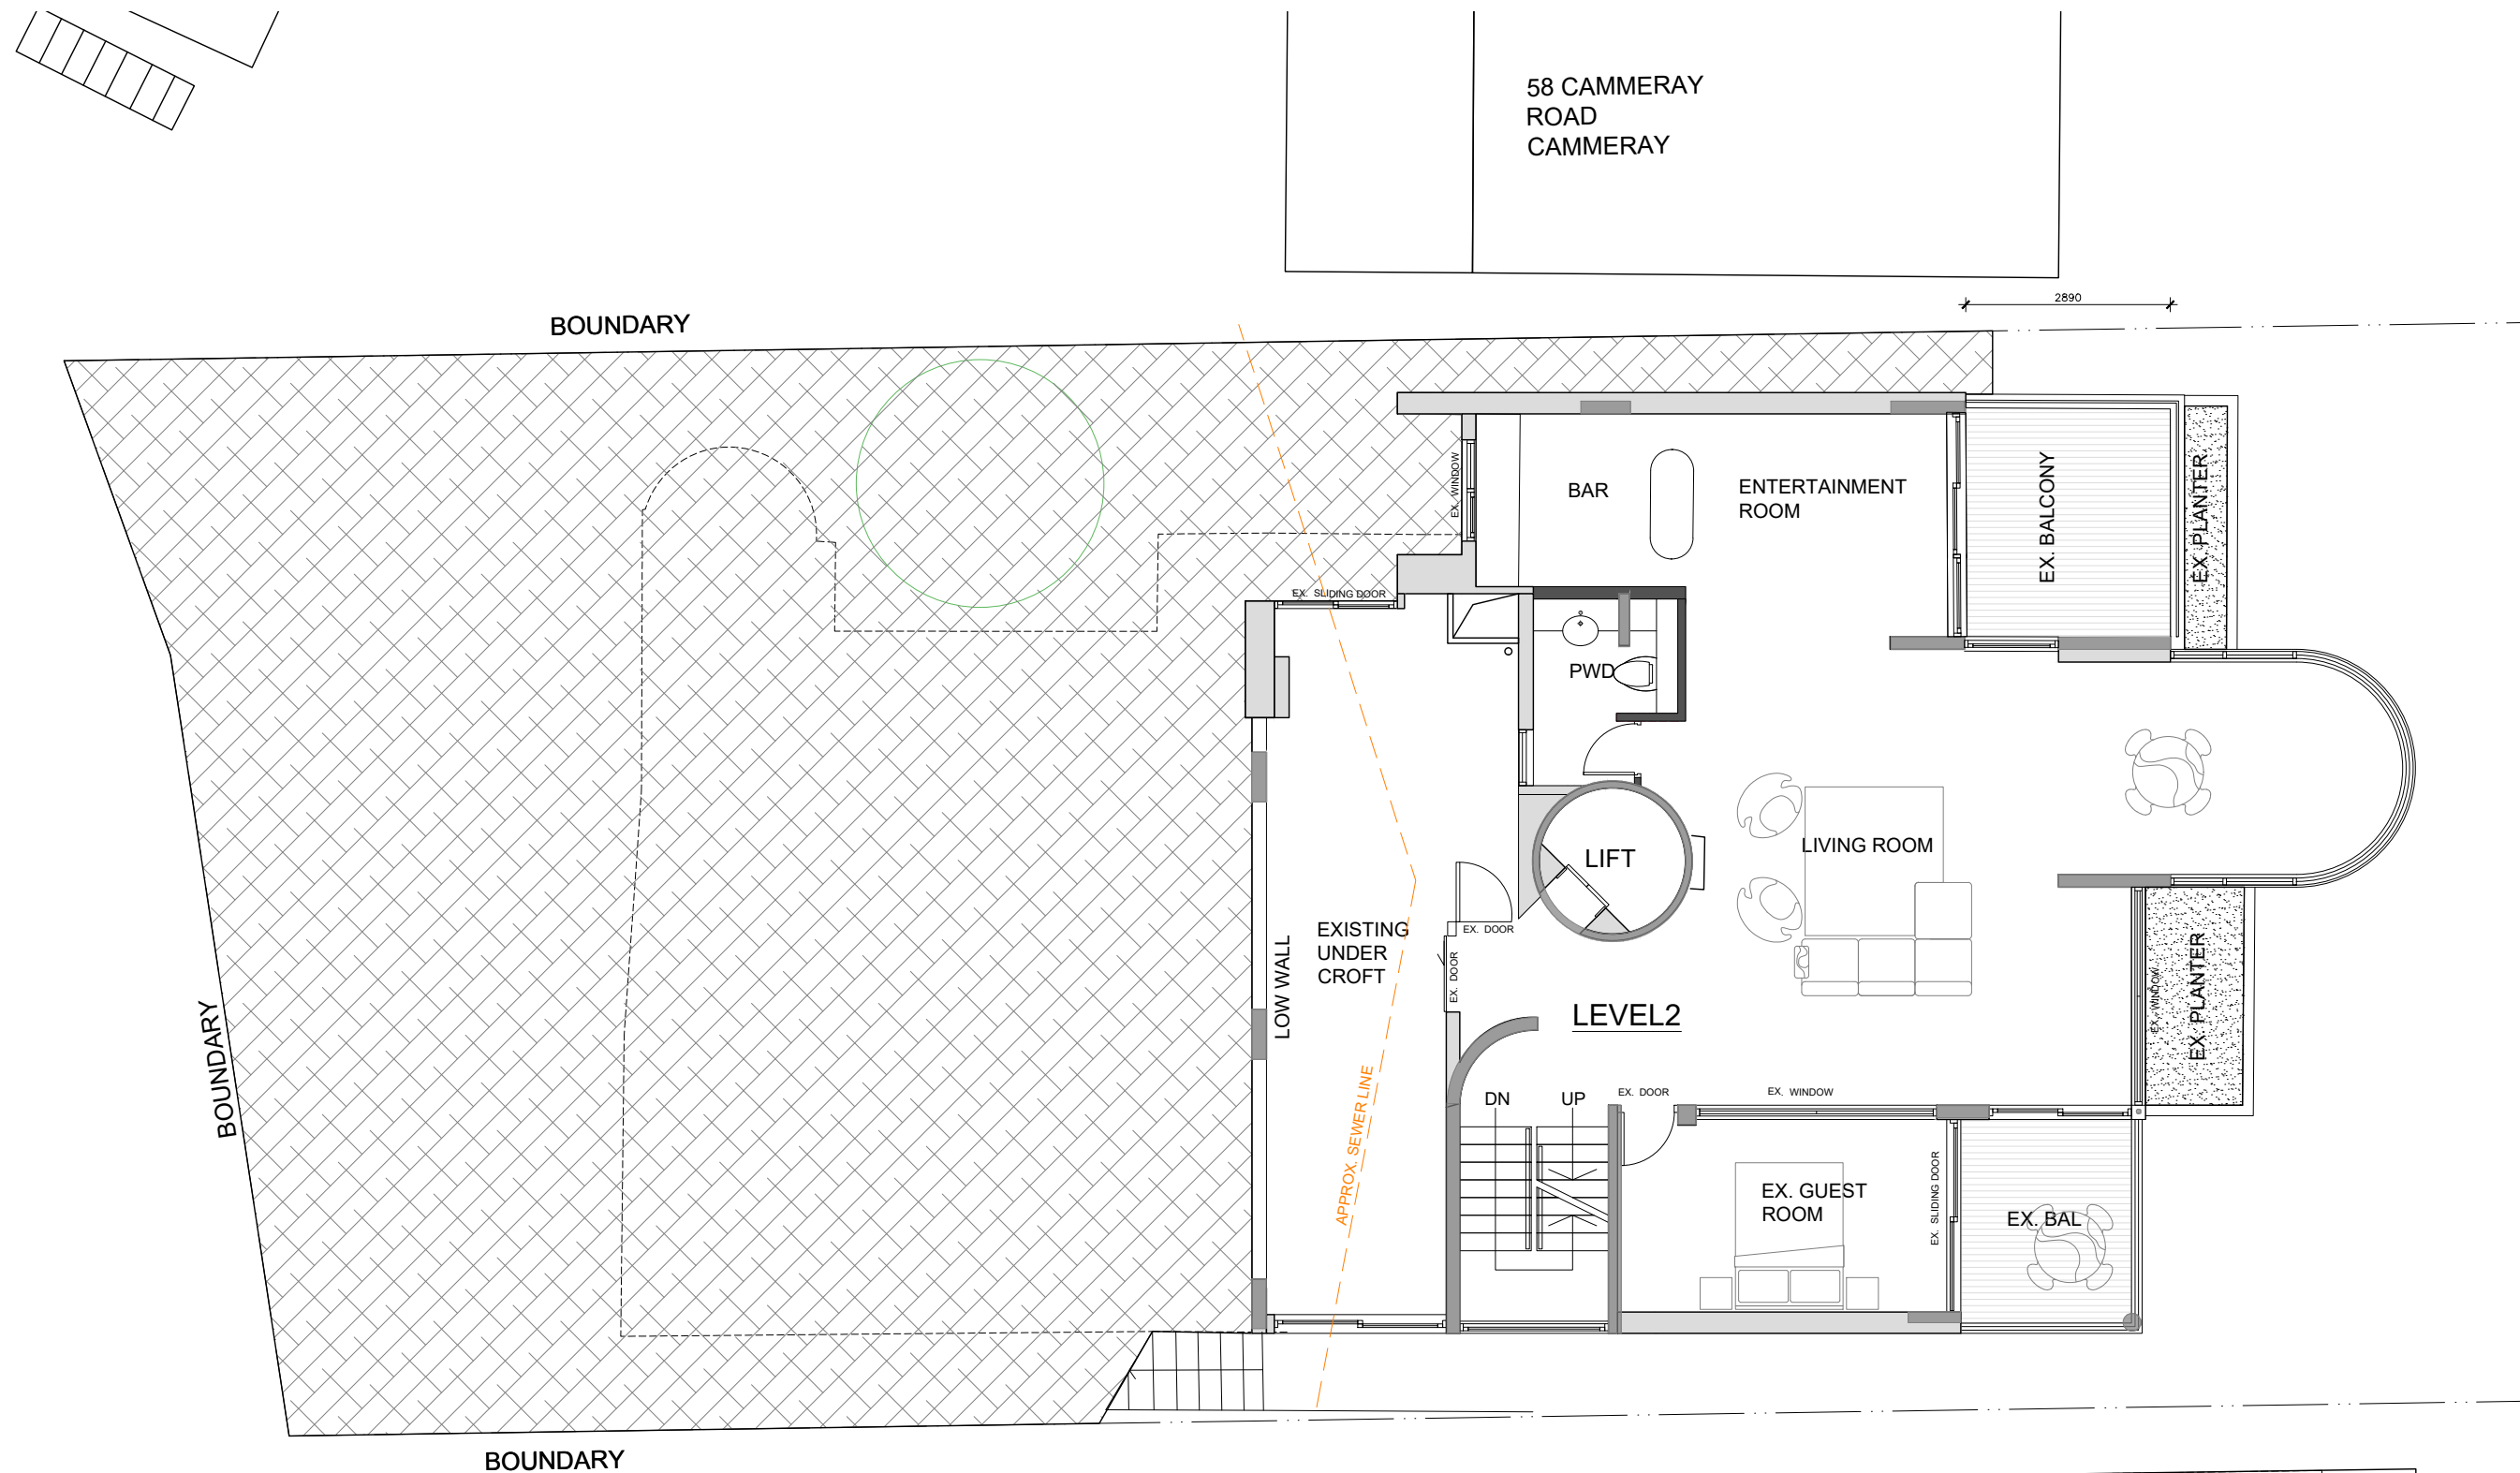 58 CAMMERAY
ROAD
CAMMERAY
2890
BOUNDARY
EX. WINDOW
BAR
ENTERTAINMENT
ROOM
EX. BALCONY
EX. PLANTER
EX. SLIDING DOOR
PWD
LIVING ROOM
LIFT
EXISTING
UNDER
CROFT
EX. DOOR
EX. DOOR
LOW WALL
LEVEL2
EX. WINDOW
EX. PLANTER
BOUNDARY
APPROX. SEWER LINE
DN
UP
EX. DOOR
EX. WINDOW
EX. GUEST
ROOM
EX. SLIDING DOOR
EX. BAL
BOUNDARY